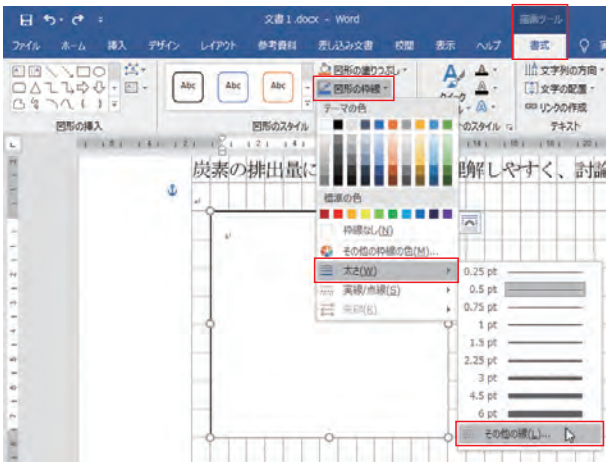 文書1.docx - Word
描画ツール
ファイル ホーム 挿入 デザイン レイアウト 参考資料 差し込み文書 校閲 表示 ヘルプ 書式
Abc Abc Abc
図形の塗りつぶし
図形の枠線
文字列の方向
文字の配置
リンクの作成
図形の挿入
図形のスタイル
テキスト
テーマの色
炭素の排出量に
理解しやすく、討論
標準の色
枠線なし(N)
その他の枠線の色(M)...
太さ(W)
実線/点線(S)
矢印(R)
0.25 pt
0.5 pt
0.75 pt
1 pt
1.5 pt
2.25 pt
3 pt
4.5 pt
6 pt
その他の線(L)...